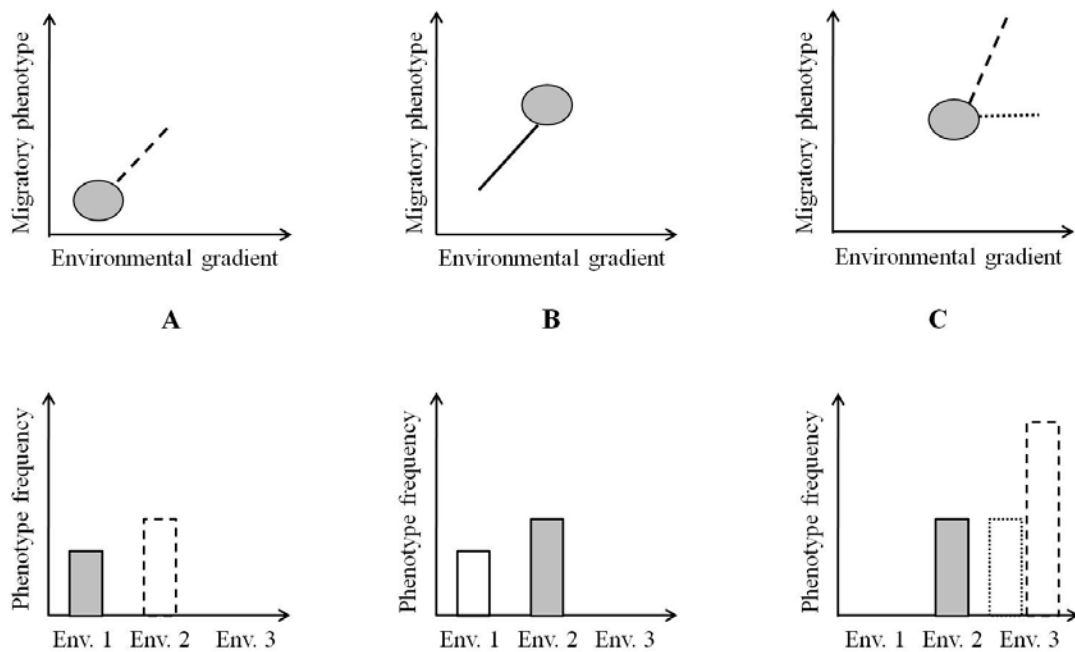 Migratory phenotype
Environmental gradient
A
Migratory phenotype
Environmental gradient
B
Migratory phenotype
Environmental gradient
C
Phenotype frequency
Env. 1 Env. 2 Env. 3
Phenotype frequency
Env. 1 Env. 2 Env. 3
Phenotype frequency
Env. 1 Env. 2 Env. 3